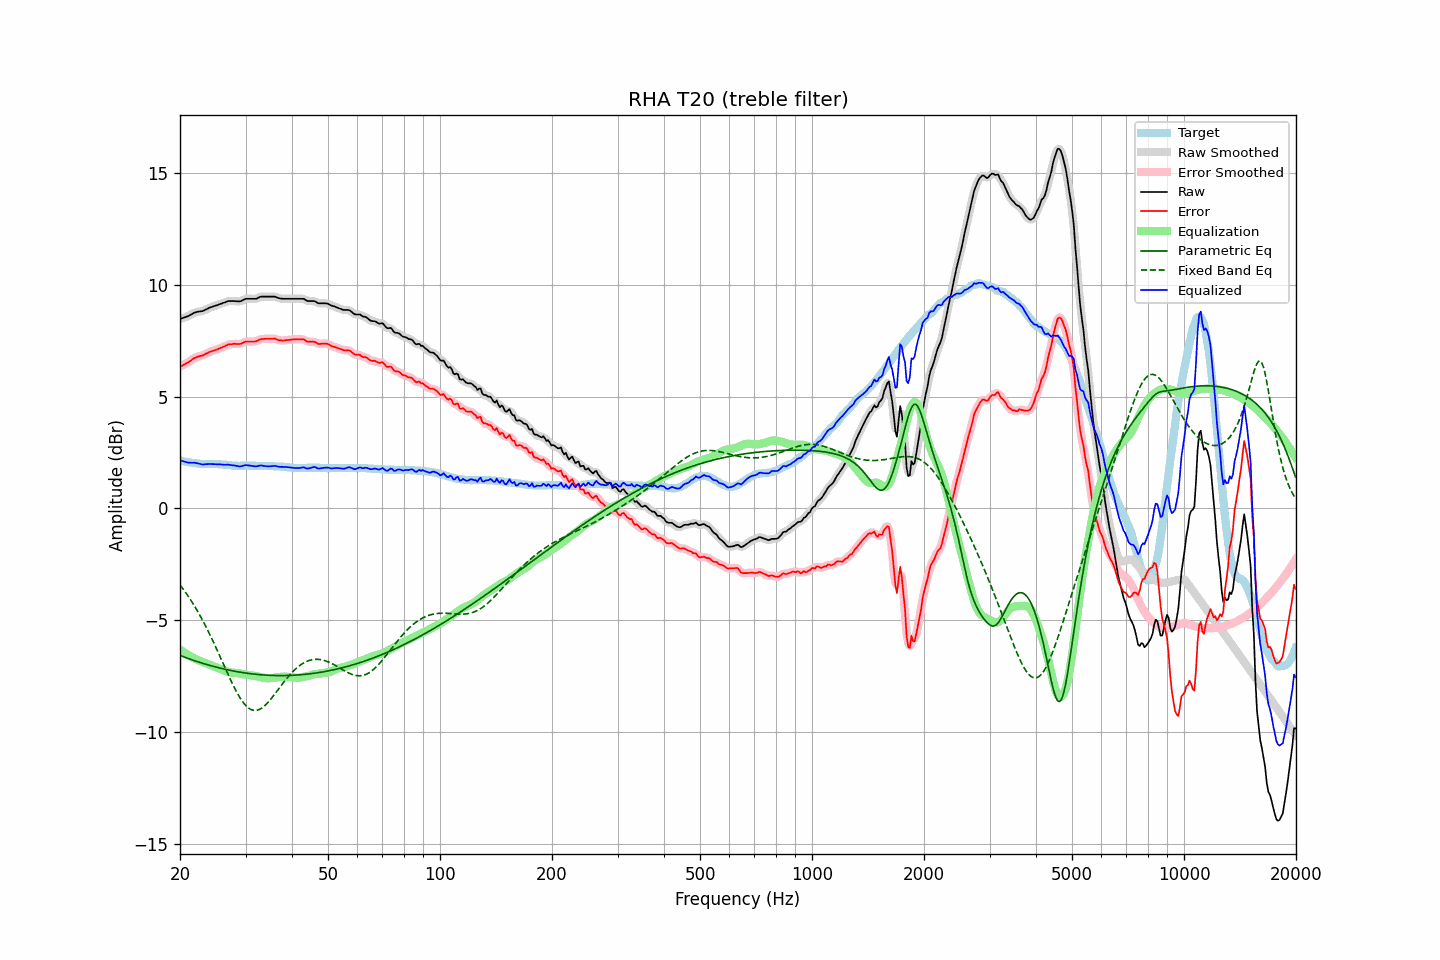 RHA T20 (treble filter)
Target
Raw Smoothed
Error Smoothed
Raw
Error
Equalization
Parametric Eq
Fixed Band Eq
Equalized
15
10
5
0
−5
−10
−15
Amplitude (dBr)
20
50
100
200
500
1000
2000
5000
10000
20000
Frequency (Hz)